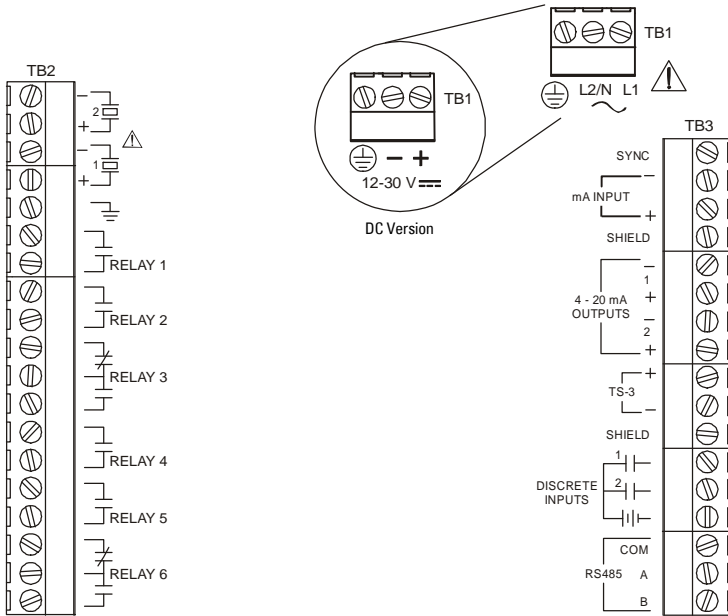 TB2
−
2
+
−
1
+
RELAY 1
RELAY 2
RELAY 3
RELAY 4
RELAY 5
RELAY 6
TB1
− +
12-30 V
DC Version
TB1
L2/N L1
TB3
SYNC
−
mA INPUT
+
SHIELD
−
1
+
4 - 20 mA
OUTPUTS
−
2
+
+
TS-3
−
SHIELD
1
2
DISCRETE
INPUTS
COM
RS485 A
B